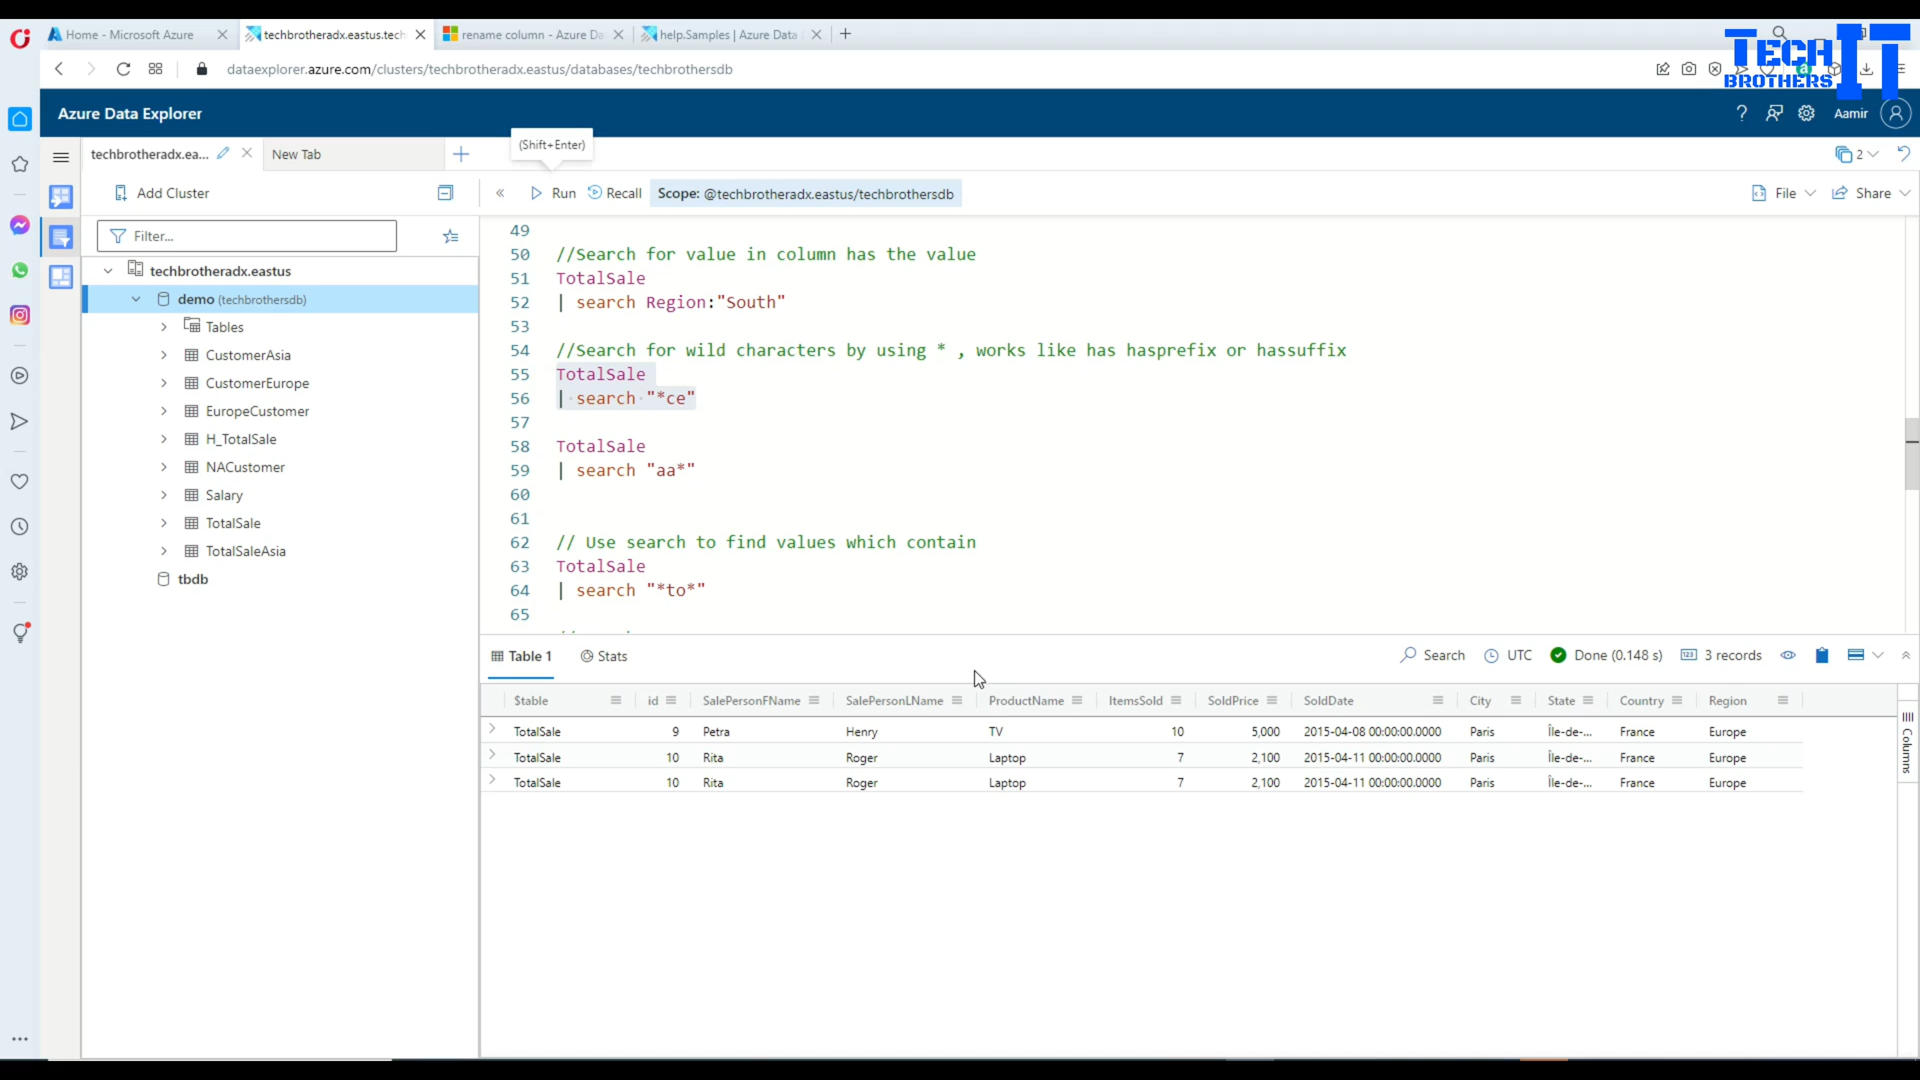 Home - Microsoft Azure
techbrotheradx.eastus.tech
rename column - Azure Da
help.Samples | Azure Data
dataexplorer.azure.com/clusters/techbrotheradx.eastus/databases/techbrothersdb
TECH IT
BROTHERS
Azure Data Explorer
Aamir
techbrotheradx.ea...
New Tab
(Shift+Enter)
2
Add Cluster
Run
Recall
Scope: @techbrotheradx.eastus/techbrothersdb
File
Share
Filter...
techbrotheradx.eastus
demo (techbrothersdb)
Tables
CustomerAsia
CustomerEurope
EuropeCustomer
H_TotalSale
NACustomer
Salary
TotalSale
TotalSaleAsia
tbdb
49
50 //Search for value in column has the value
51 TotalSale
52 | search Region:"South"
53
54 //Search for wild characters by using * , works like has hasprefix or hassuffix
55 TotalSale
56 | search "*ce"
57
58 TotalSale
59 | search "aa*"
60
61
62 // Use search to find values which contain
63 TotalSale
64 | search "*to*"
65
Table 1 Stats
Search UTC Done (0.148 s) 3 records
$table id SalePersonFName SalePersonLName ProductName ItemsSold SoldPrice SoldDate City State Country Region
TotalSale 9 Petra Henry TV 10 5,000 2015-04-08 00:00:00.0000 Paris Île-de-... France Europe
TotalSale 10 Rita Roger Laptop 7 2,100 2015-04-11 00:00:00.0000 Paris Île-de-... France Europe
TotalSale 10 Rita Roger Laptop 7 2,100 2015-04-11 00:00:00.0000 Paris Île-de-... France Europe
Columns